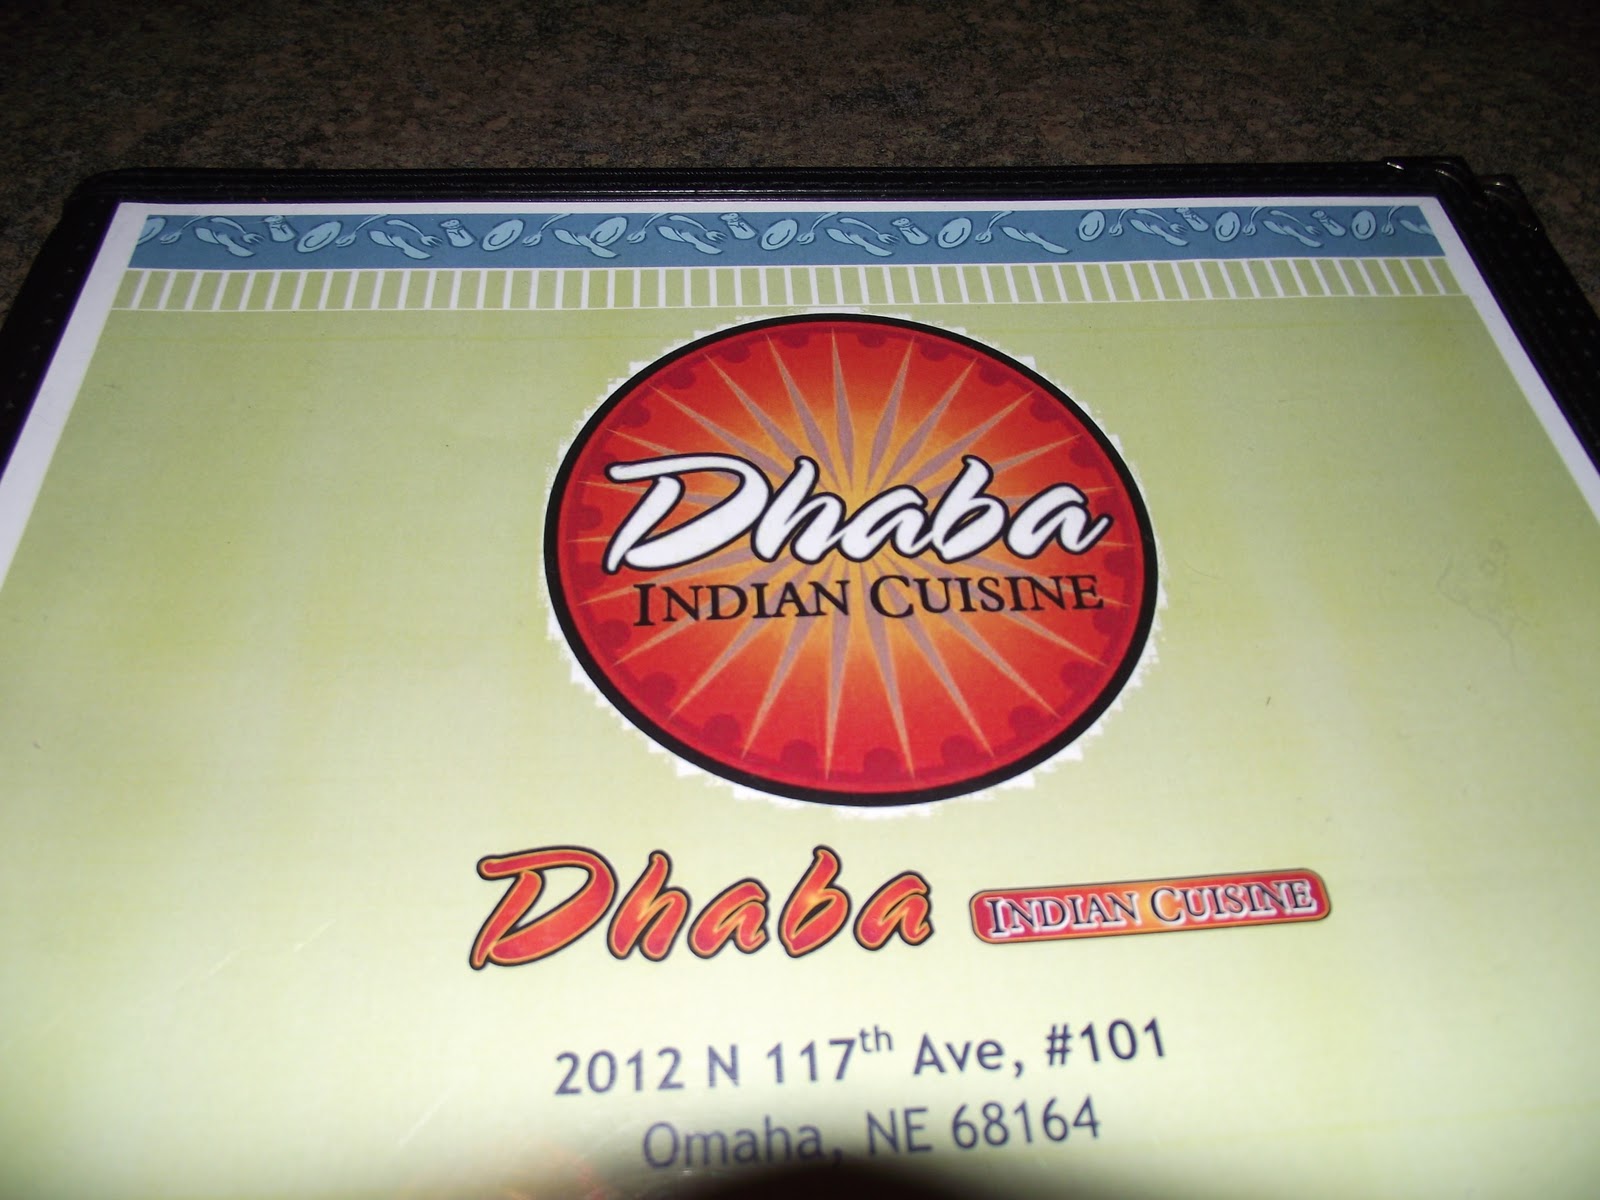 Dhaba
INDIAN CUISINE
Dhaba INDIAN CUISINE
2012 N 117th Ave, #101
Omaha, NE 68164